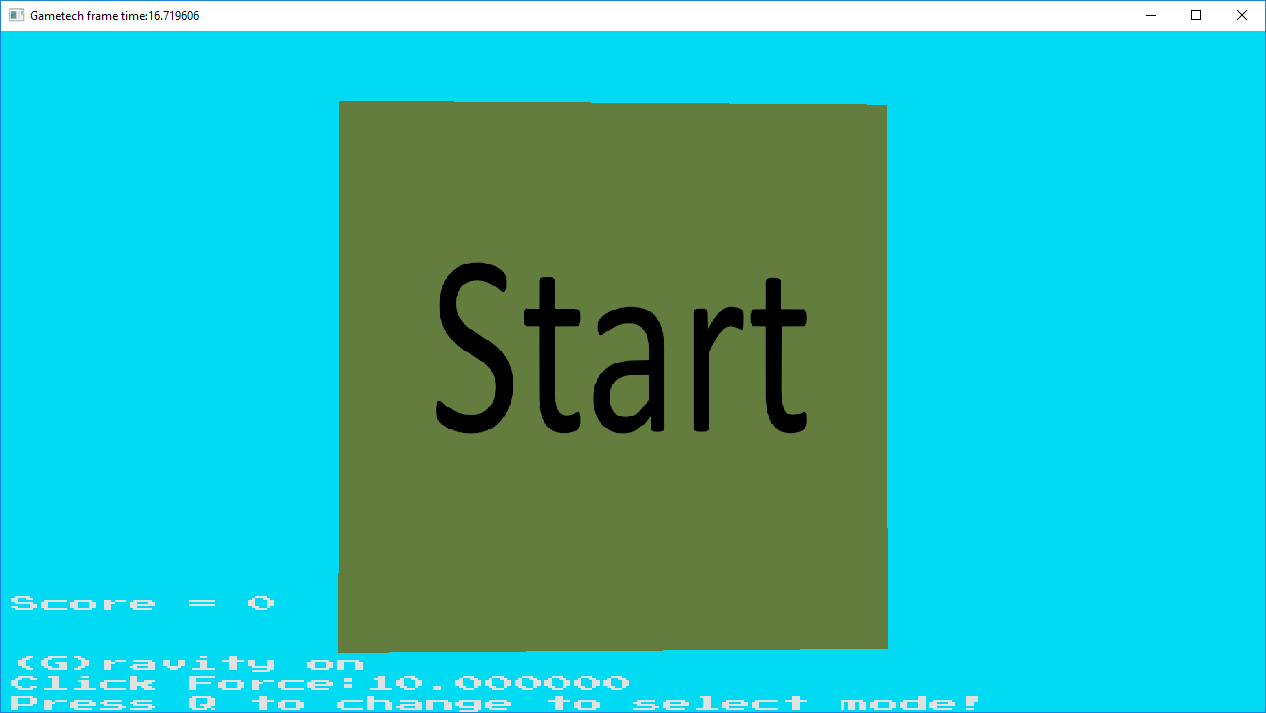 Gametech frame time:16.719606
Start
Score = 0
(G)ravity on
Click Force:10.000000
Press Q to change to select mode!